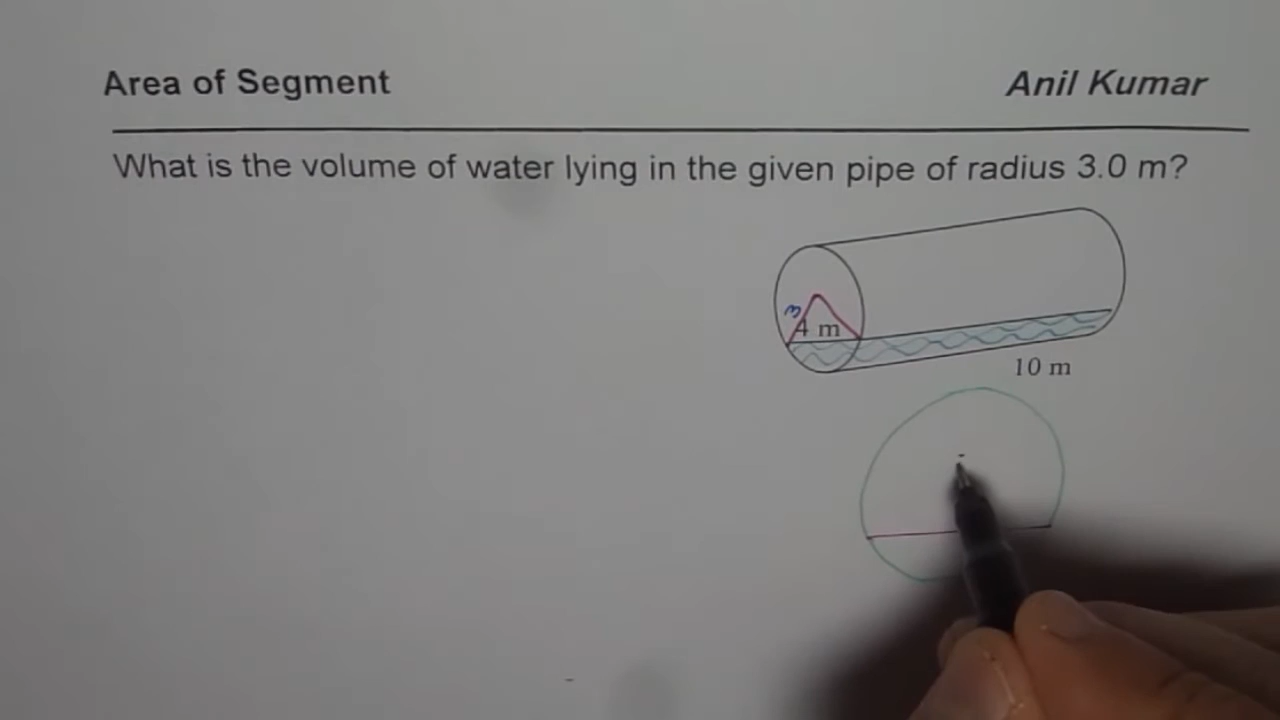 Area of Segment
Anil Kumar
What is the volume of water lying in the given pipe of radius 3.0 m?
3
4 m
10 m